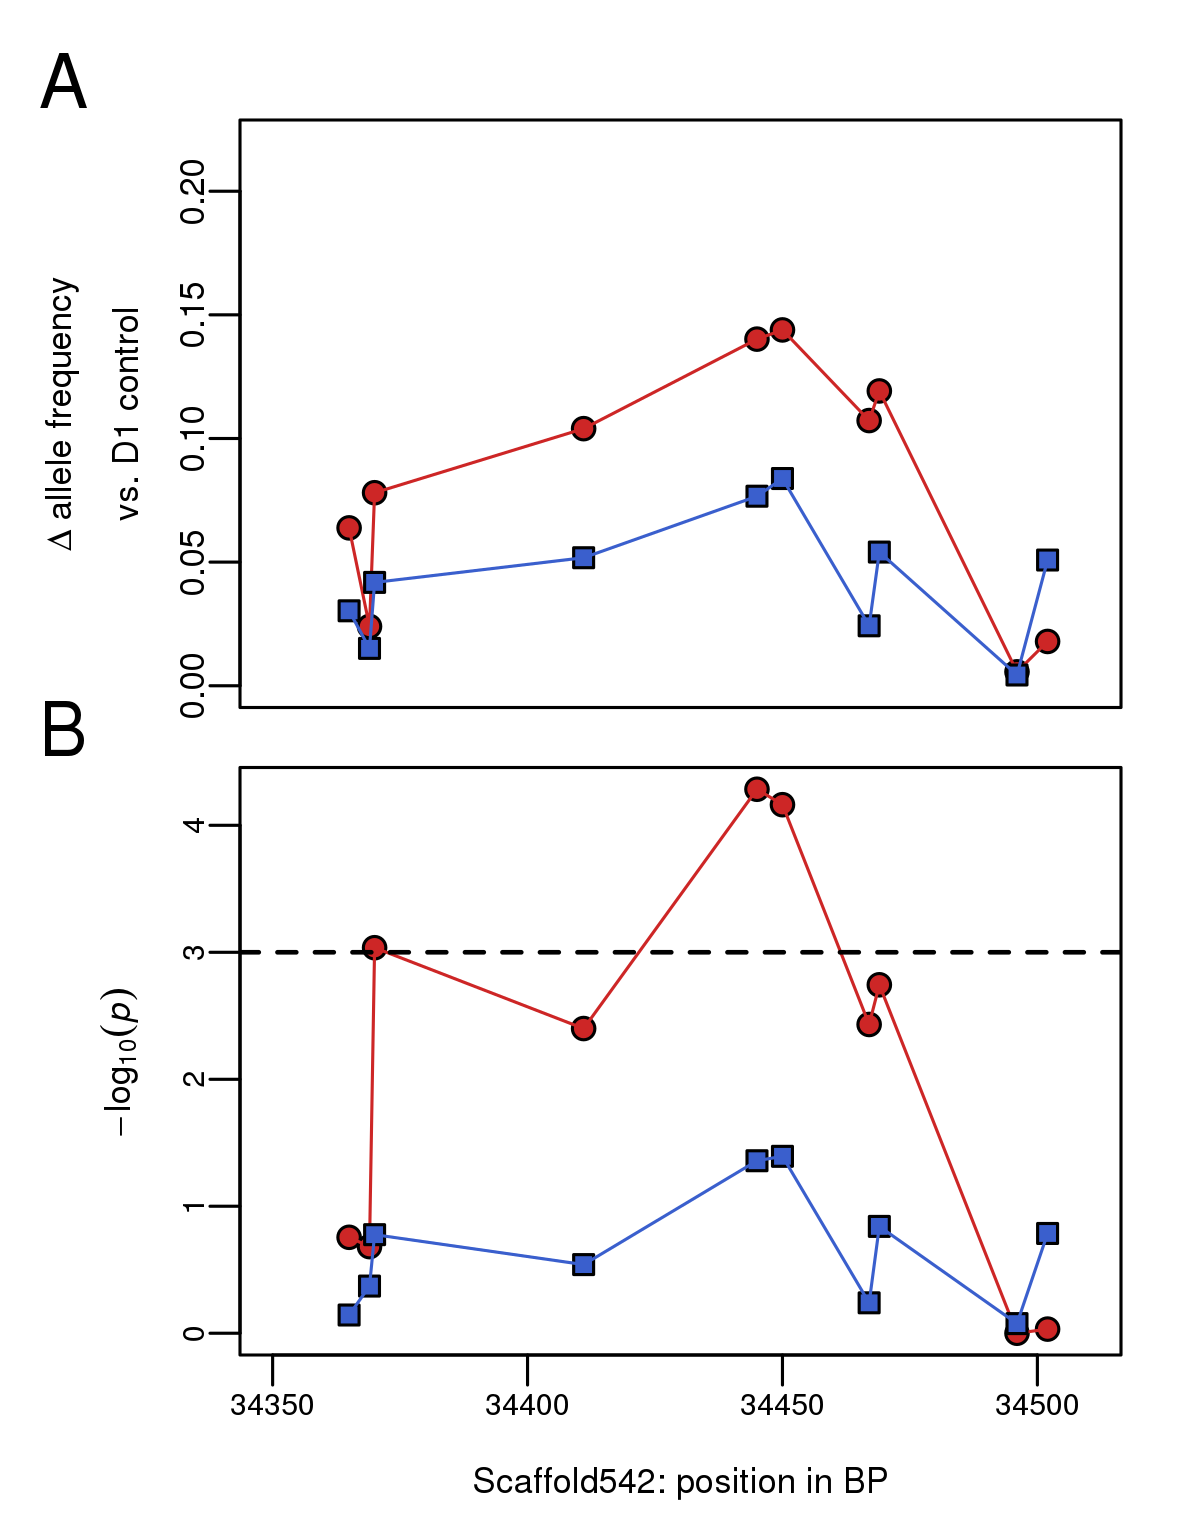 A
Δ allele frequency
vs. D1 control
0.20
0.15
0.10
0.05
0.00
B
−log10(p)
4
3
2
1
0
34350 34400 34450 34500
Scaffold542: position in BP